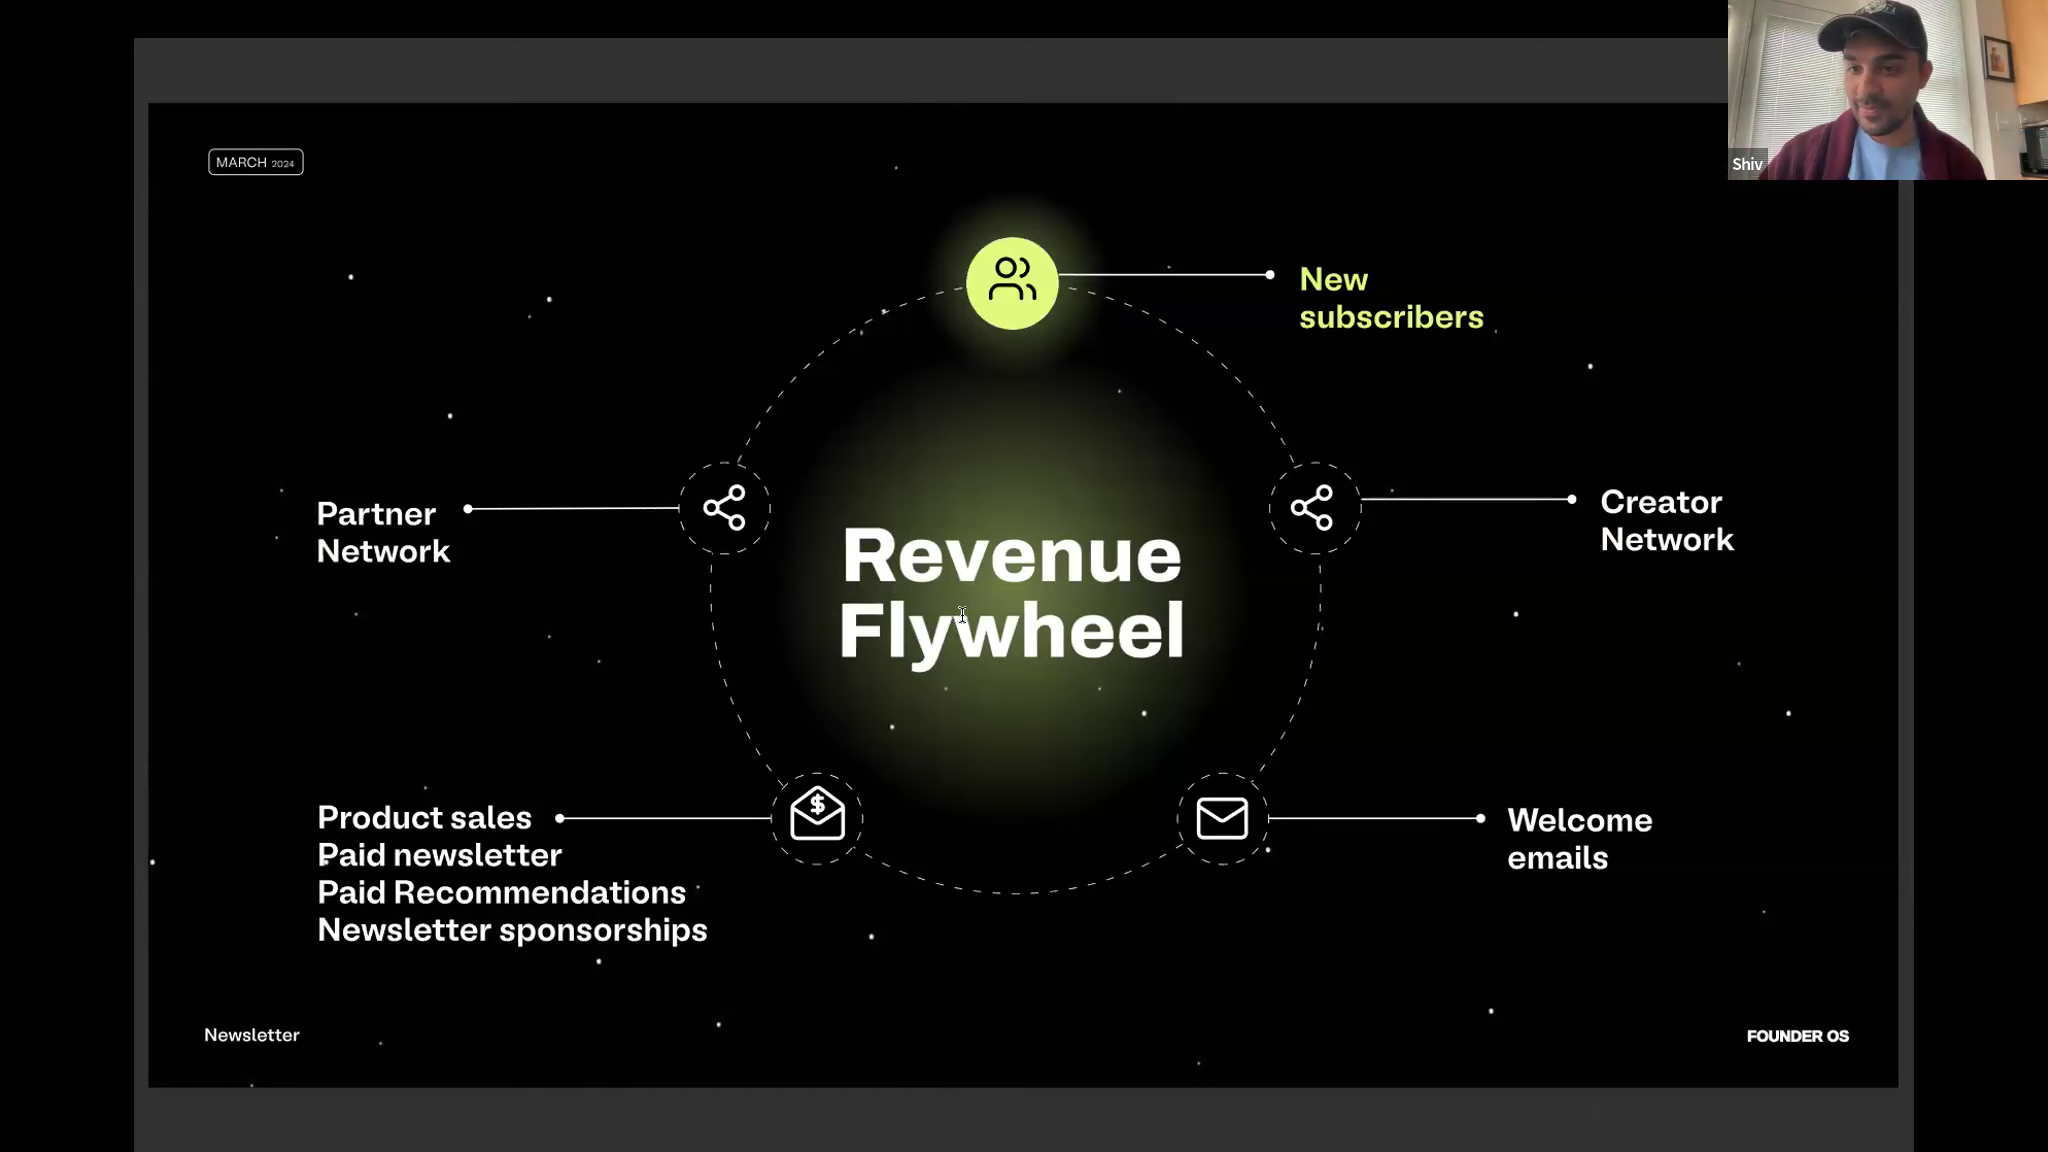 MARCH 2024
Shiv
New
subscribers
Partner
Network
Creator
Network
Revenue
Flywheel
Product sales
Paid newsletter
Paid Recommendations
Newsletter sponsorships
Welcome
emails
Newsletter
FOUNDER OS